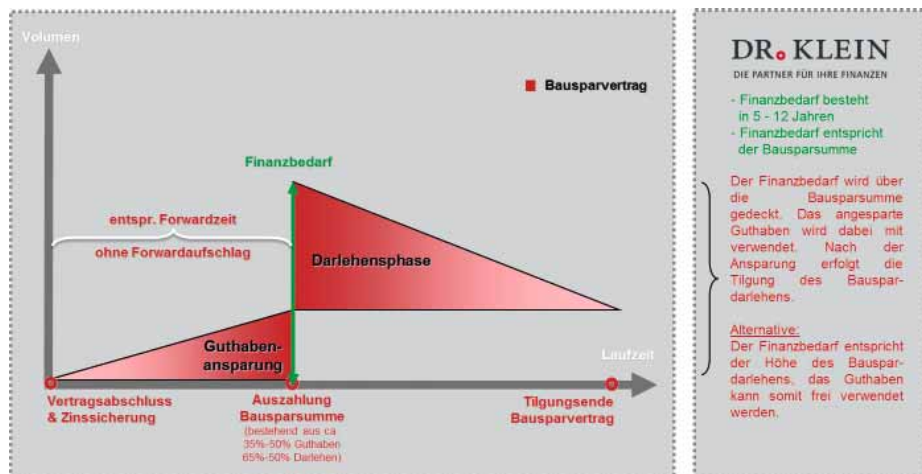 Volumen
Bausparvertrag
Finanzbedarf
entspr. Forwardzeit
ohne Forwardaufschlag
Darlehensphase
Guthaben-
ansparung
Laufzeit
Vertragsabschluss
& Zinssicherung
Auszahlung
Bausparsumme
(bestehend aus ca
35%-50% Guthaben
65%-50% Darlehen)
Tilgungsende
Bausparvertrag
DR. KLEIN
DIE PARTNER FÜR IHRE FINANZEN
- Finanzbedarf besteht
in 5 - 12 Jahren
- Finanzbedarf entspricht
der Bausparsumme
Der Finanzbedarf wird über
die Bausparsumme
gedeckt. Das angesparte
Guthaben wird dabei mit
verwendet. Nach der
Ansparung erfolgt die
Tilgung des Bauspar-
darlehens.
Alternative:
Der Finanzbedarf entspricht
der Höhe des Bauspar-
darlehens, das Guthaben
kann somit frei verwendet
werden.